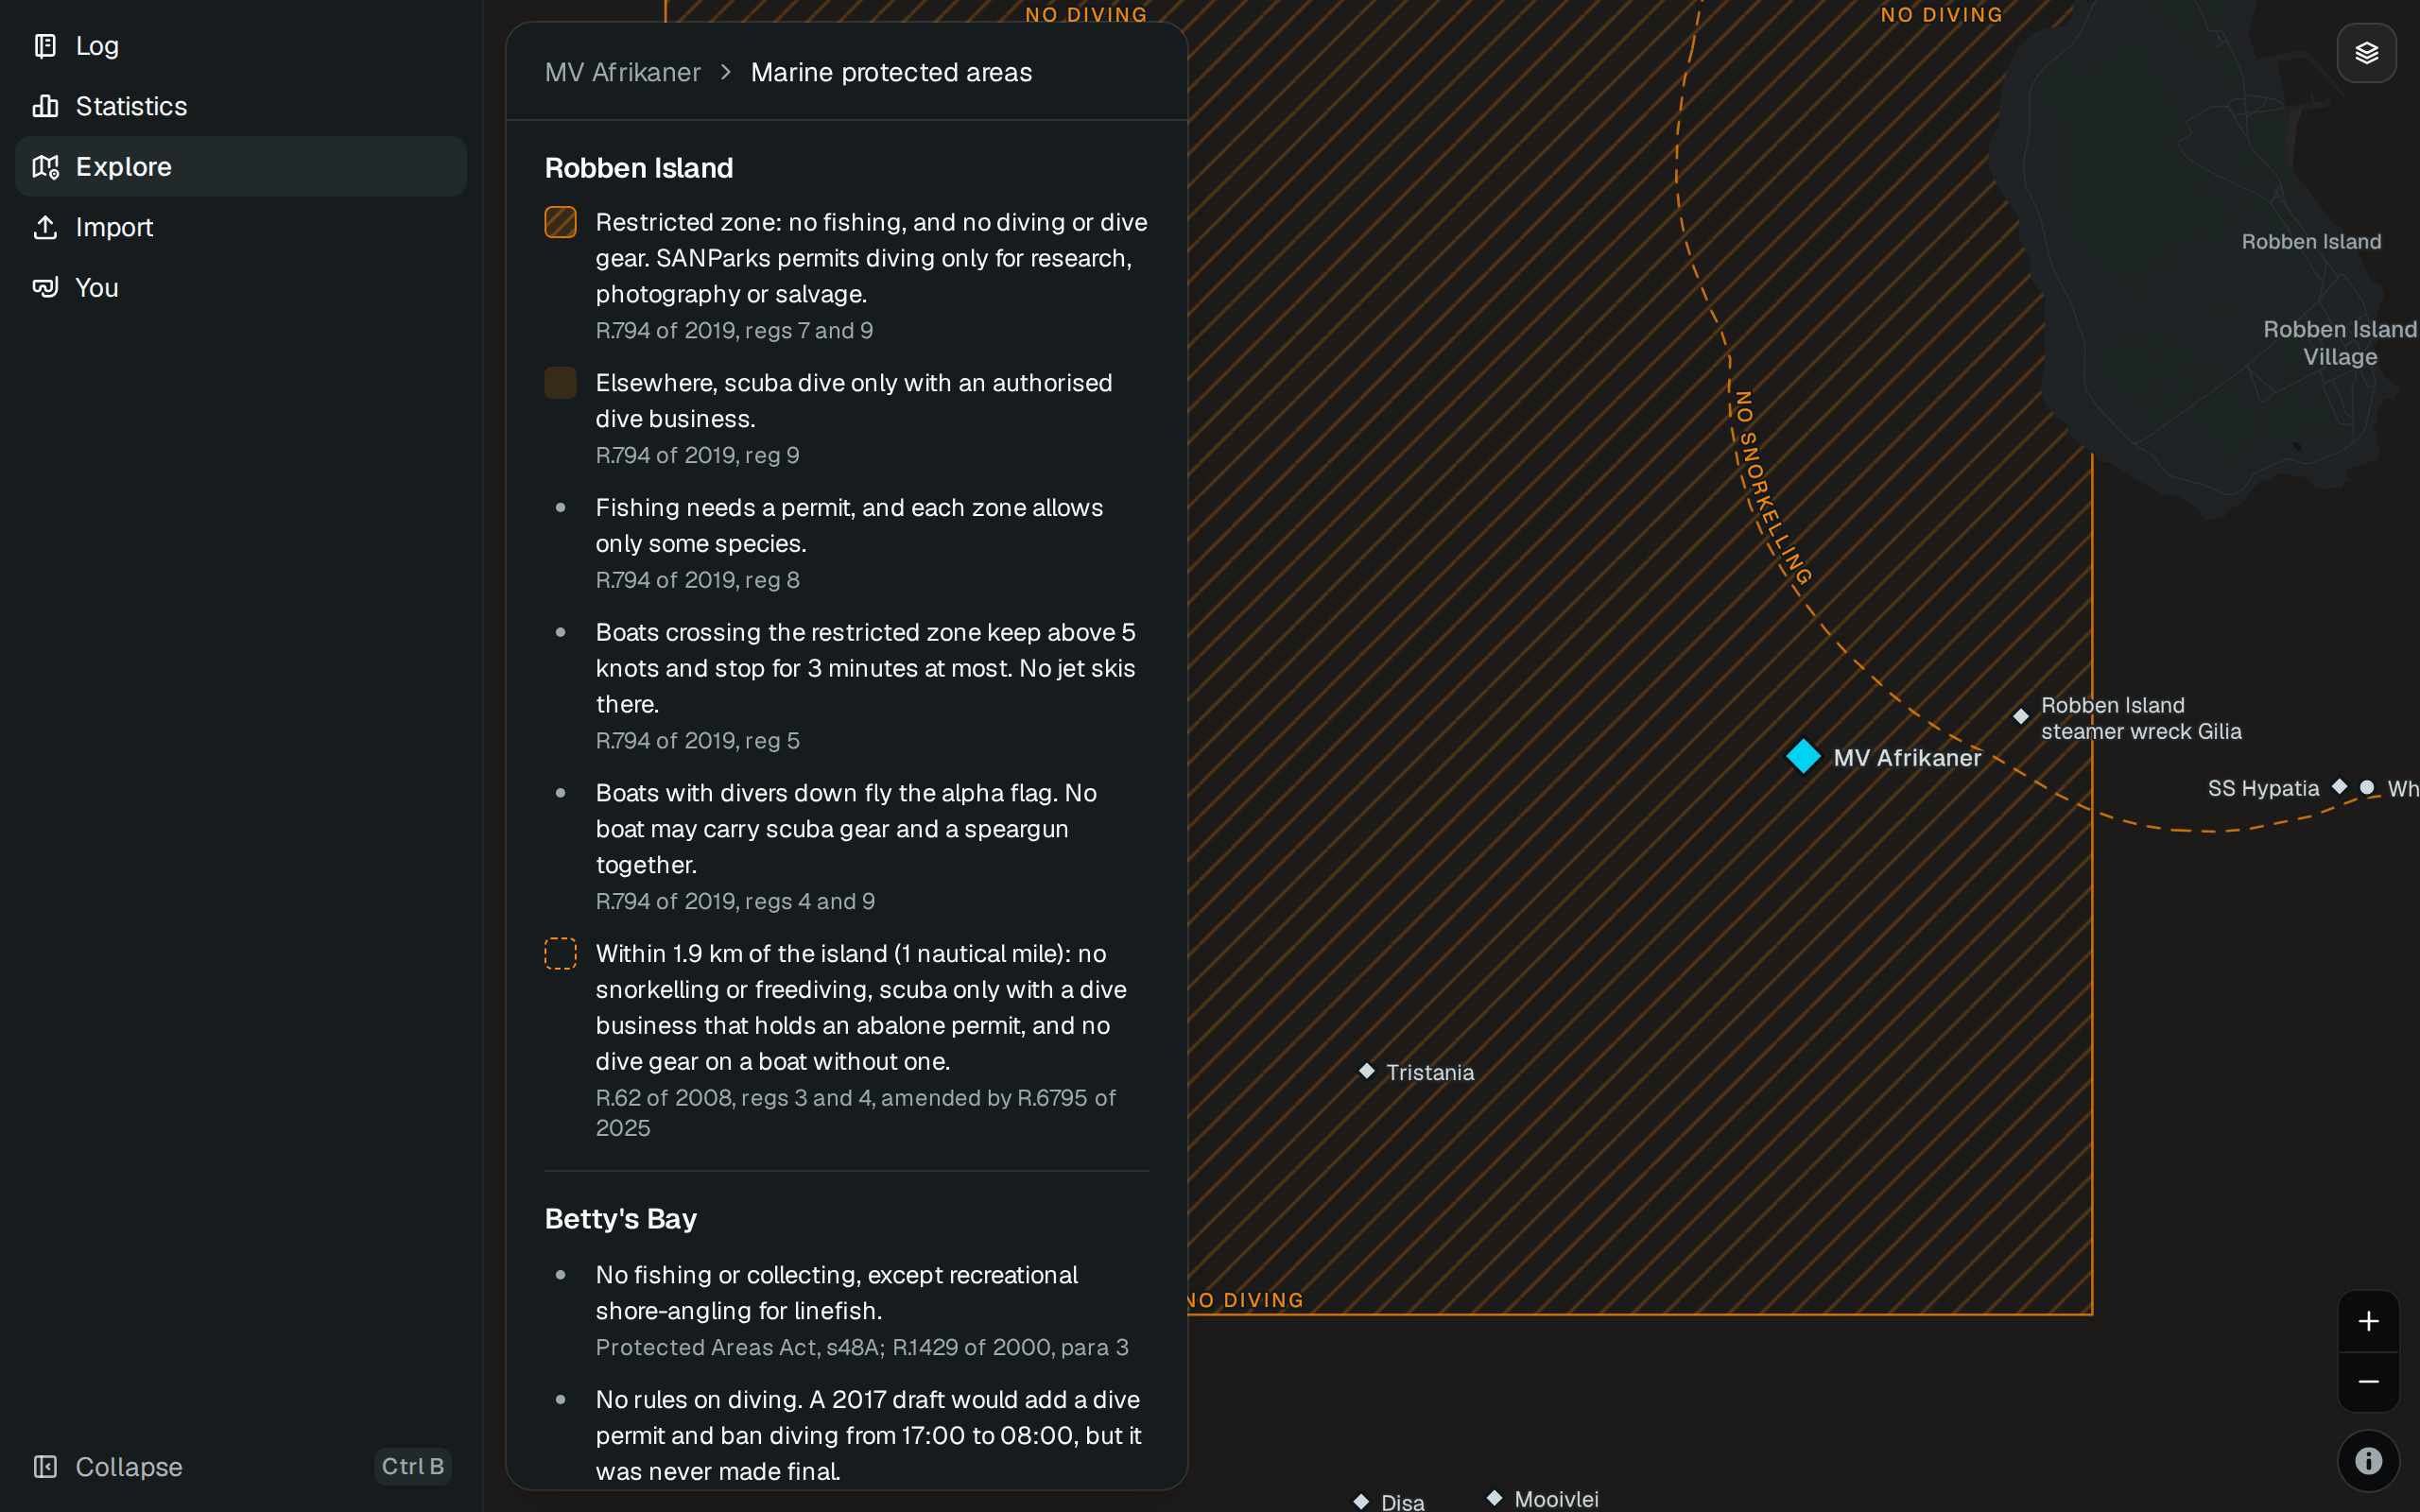 Log
Statistics
Explore
Import
You
Collapse
Ctrl B
MV Afrikaner > Marine protected areas
Robben Island
Restricted zone: no fishing, and no diving or dive
gear. SANParks permits diving only for research,
photography or salvage.
R.794 of 2019, regs 7 and 9
Elsewhere, scuba dive only with an authorised
dive business.
R.794 of 2019, reg 9
Fishing needs a permit, and each zone allows
only some species.
R.794 of 2019, reg 8
Boats crossing the restricted zone keep above 5
knots and stop for 3 minutes at most. No jet skis
there.
R.794 of 2019, reg 5
Boats with divers down fly the alpha flag. No
boat may carry scuba gear and a speargun
together.
R.794 of 2019, regs 4 and 9
Within 1.9 km of the island (1 nautical mile): no
snorkelling or freediving, scuba only with a dive
business that holds an abalone permit, and no
dive gear on a boat without one.
R.62 of 2008, regs 3 and 4, amended by R.6795 of
2025
Betty's Bay
No fishing or collecting, except recreational
shore-angling for linefish.
Protected Areas Act, s48A; R.1429 of 2000, para 3
No rules on diving. A 2017 draft would add a dive
permit and ban diving from 17:00 to 08:00, but it
was never made final.
NO DIVING
NO DIVING
Robben Island
Robben Island
Village
NO SNORKELLING
Robben Island
steamer wreck Gilia
MV Afrikaner
SS Hypatia
Wh
Tristania
NO DIVING
Disa
Mooivlei